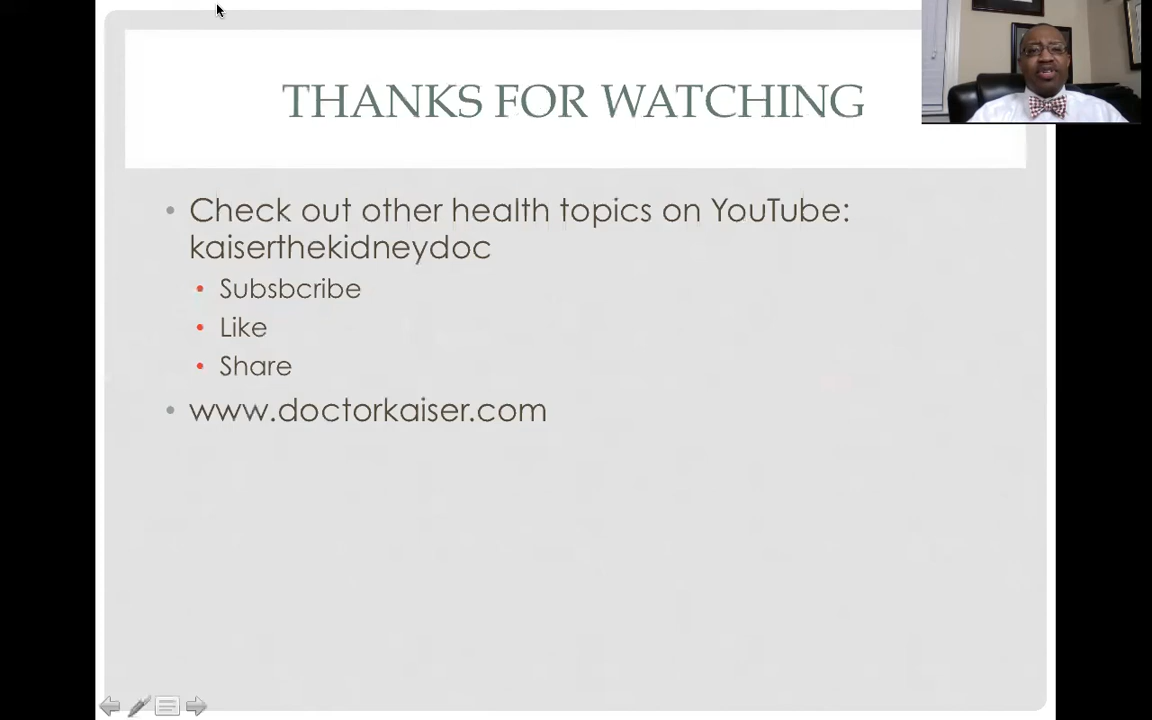 THANKS FOR WATCHING
Check out other health topics on YouTube:
kaiserthekidneydoc
Subsbcribe
Like
Share
www.doctorkaiser.com